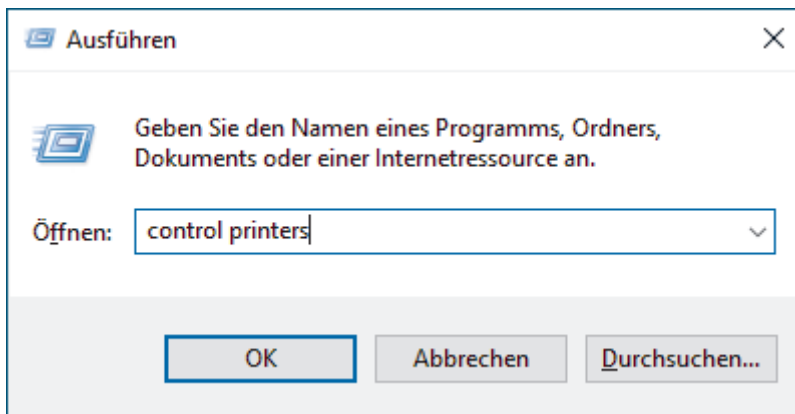 Ausführen
Geben Sie den Namen eines Programms, Ordners,
Dokuments oder einer Internetressource an.
Öffnen: control printers
OK Abbrechen Durchsuchen...